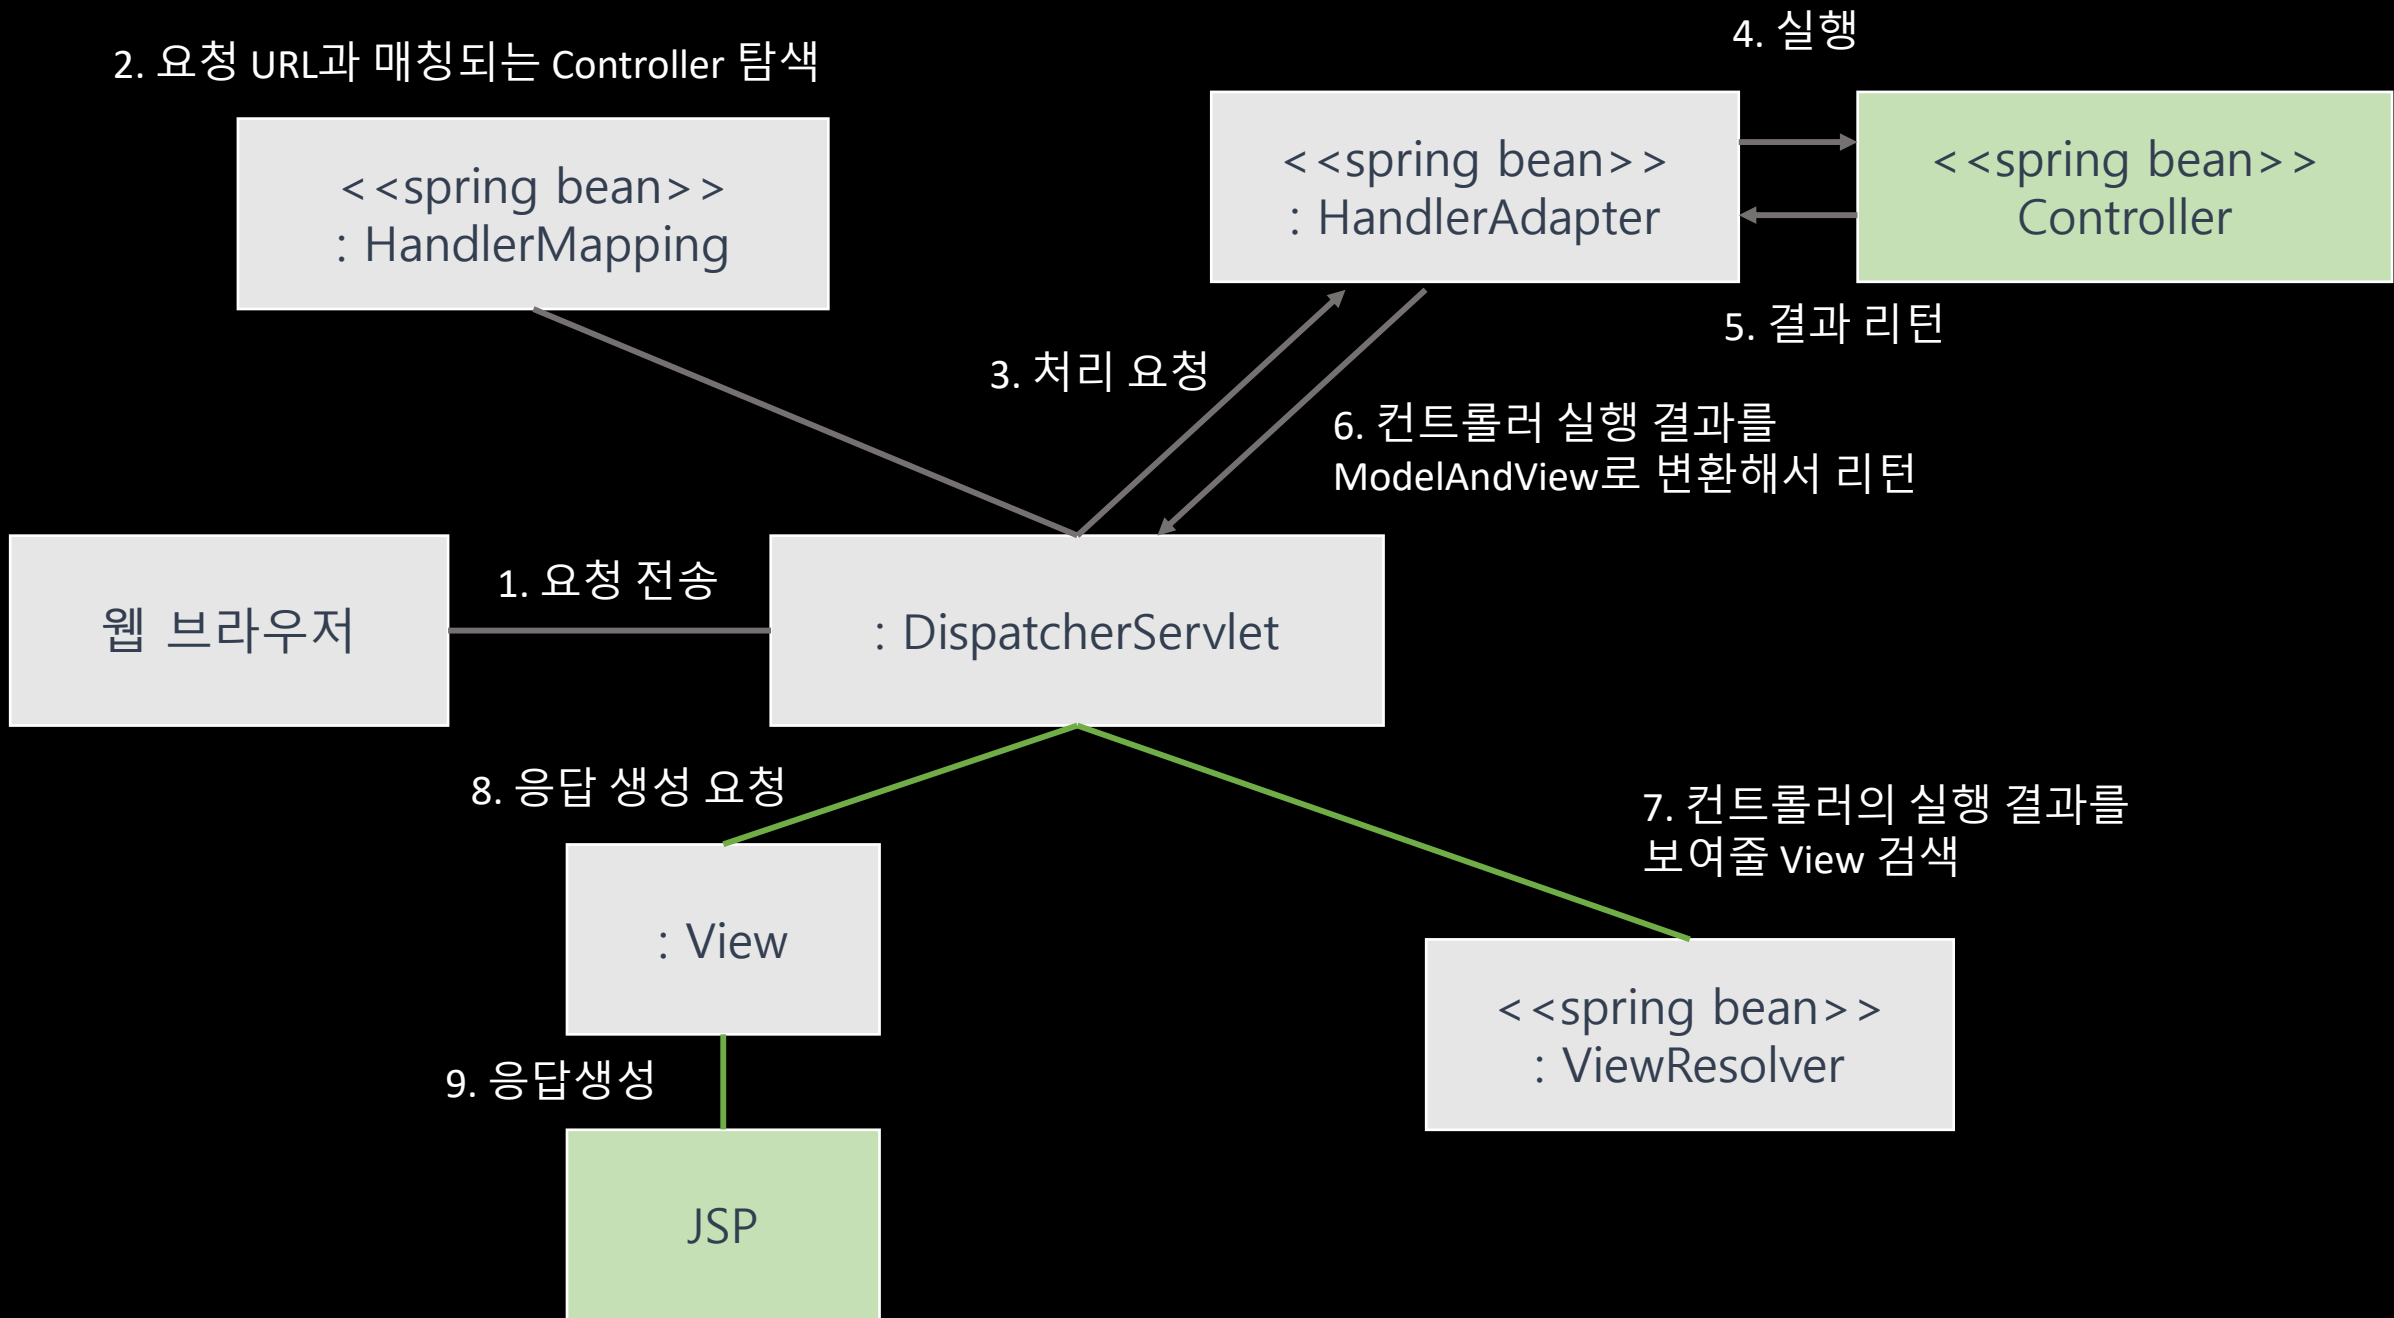 4. 실행
2. 요청 URL과 매칭되는 Controller 탐색
<<spring bean>>
: HandlerMapping
<<spring bean>>
: HandlerAdapter
<<spring bean>>
Controller
5. 결과 리턴
3. 처리 요청
6. 컨트롤러 실행 결과를
ModelAndView로 변환해서 리턴
웹 브라우저
1. 요청 전송
: DispatcherServlet
8. 응답 생성 요청
7. 컨트롤러의 실행 결과를
보여줄 View 검색
: View
<<spring bean>>
: ViewResolver
9. 응답생성
JSP